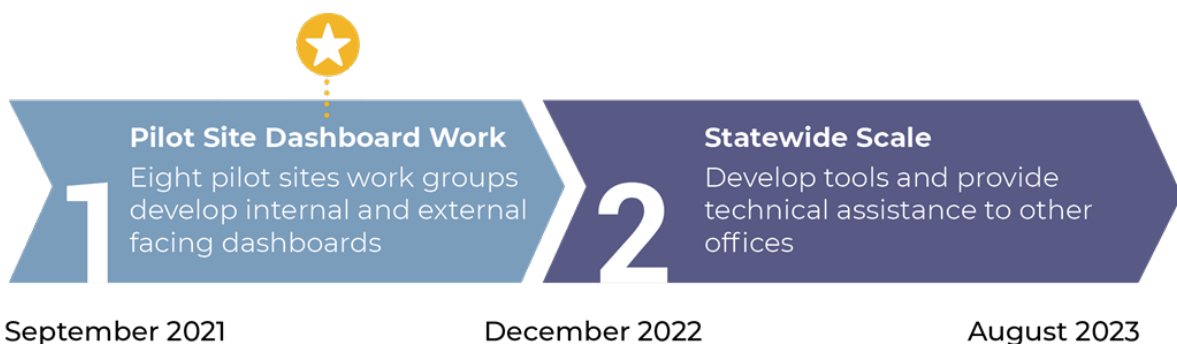 1
Pilot Site Dashboard Work
Eight pilot sites work groups
develop internal and external
facing dashboards
2
Statewide Scale
Develop tools and provide
technical assistance to other
offices
September 2021
December 2022
August 2023